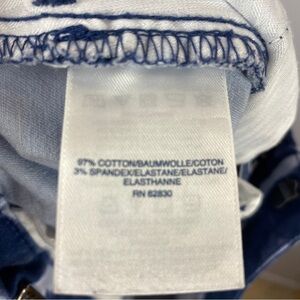 97% COTTON/BAUMWOLLE/COTON
3% SPANDEX/ELASTANE/ELASTANE/
ELASTHANNE
RN 62830